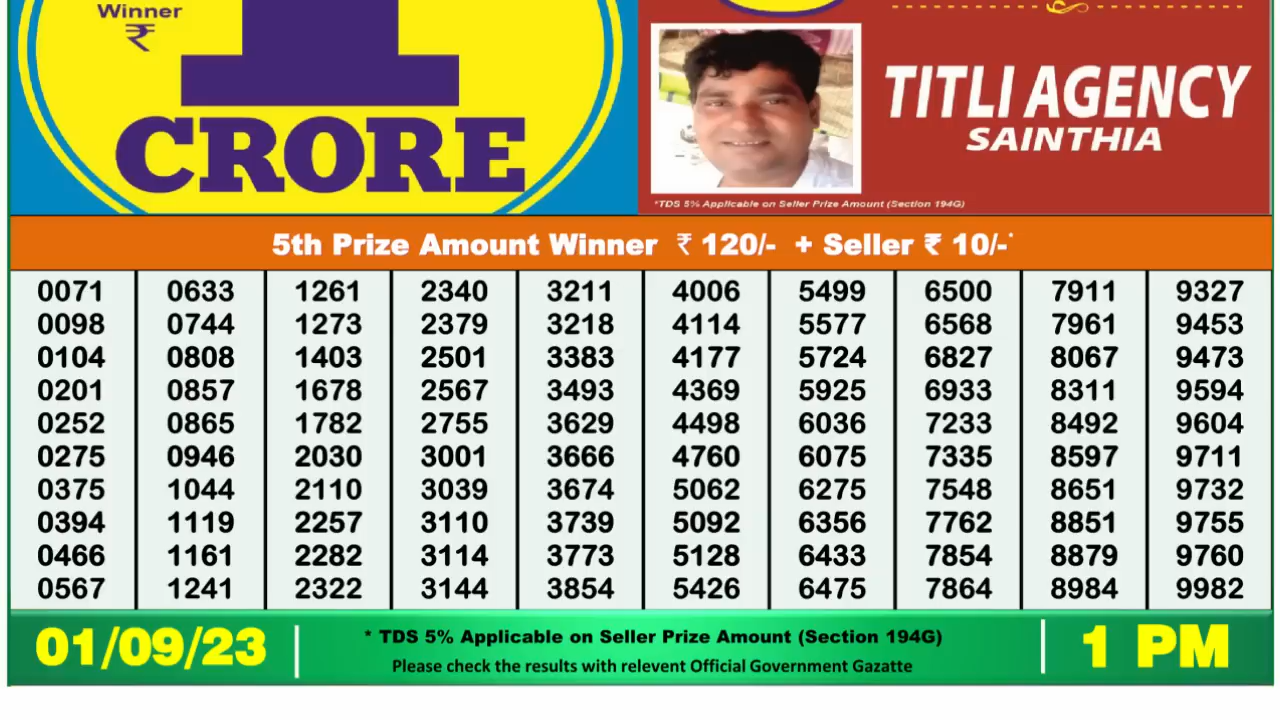 Winner
₹
1
CRORE
TITLI AGENCY
SAINTHIA
*TDS 5% Applicable on Seller Prize Amount (Section 194G)
5th Prize Amount Winner ₹ 120/- + Seller ₹ 10/-*
0071 0633 1261 2340 3211 4006 5499 6500 7911 9327
0098 0744 1273 2379 3218 4114 5577 6568 7961 9453
0104 0808 1403 2501 3383 4177 5724 6827 8067 9473
0201 0857 1678 2567 3493 4369 5925 6933 8311 9594
0252 0865 1782 2755 3629 4498 6036 7233 8492 9604
0275 0946 2030 3001 3666 4760 6075 7335 8597 9711
0375 1044 2110 3039 3674 5062 6275 7548 8651 9732
0394 1119 2257 3110 3739 5092 6356 7762 8851 9755
0466 1161 2282 3114 3773 5128 6433 7854 8879 9760
0567 1241 2322 3144 3854 5426 6475 7864 8984 9982
01/09/23
* TDS 5% Applicable on Seller Prize Amount (Section 194G)
Please check the results with relevent Official Government Gazatte
1 PM